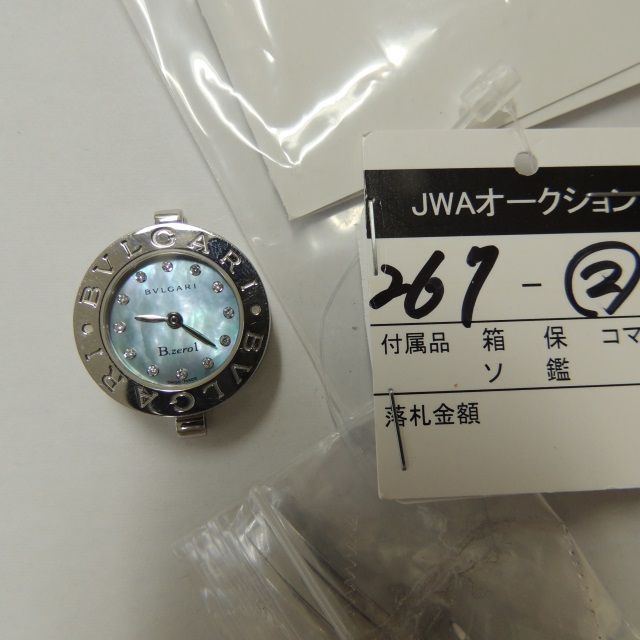 BVLGARI
BVLGARI
BVLGARI
B.zero1
JWAオークション
267-②
付属品 箱 保 コマ
ソ 鑑
落札金額